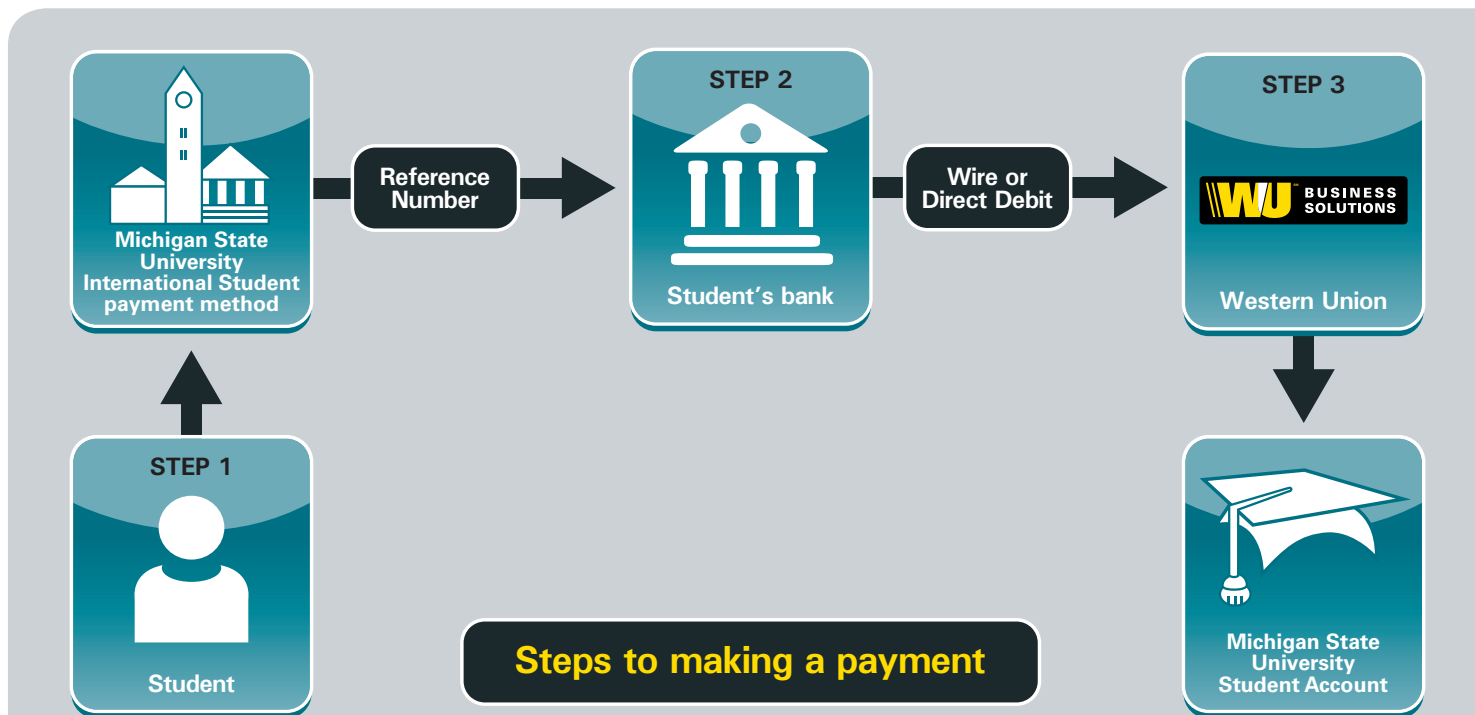 STEP 1
Student
Michigan State
University
International Student
payment method
Reference
Number
STEP 2
Student's bank
Wire or
Direct Debit
STEP 3
WU BUSINESS
SOLUTIONS
Western Union
Michigan State
University
Student Account
Steps to making a payment